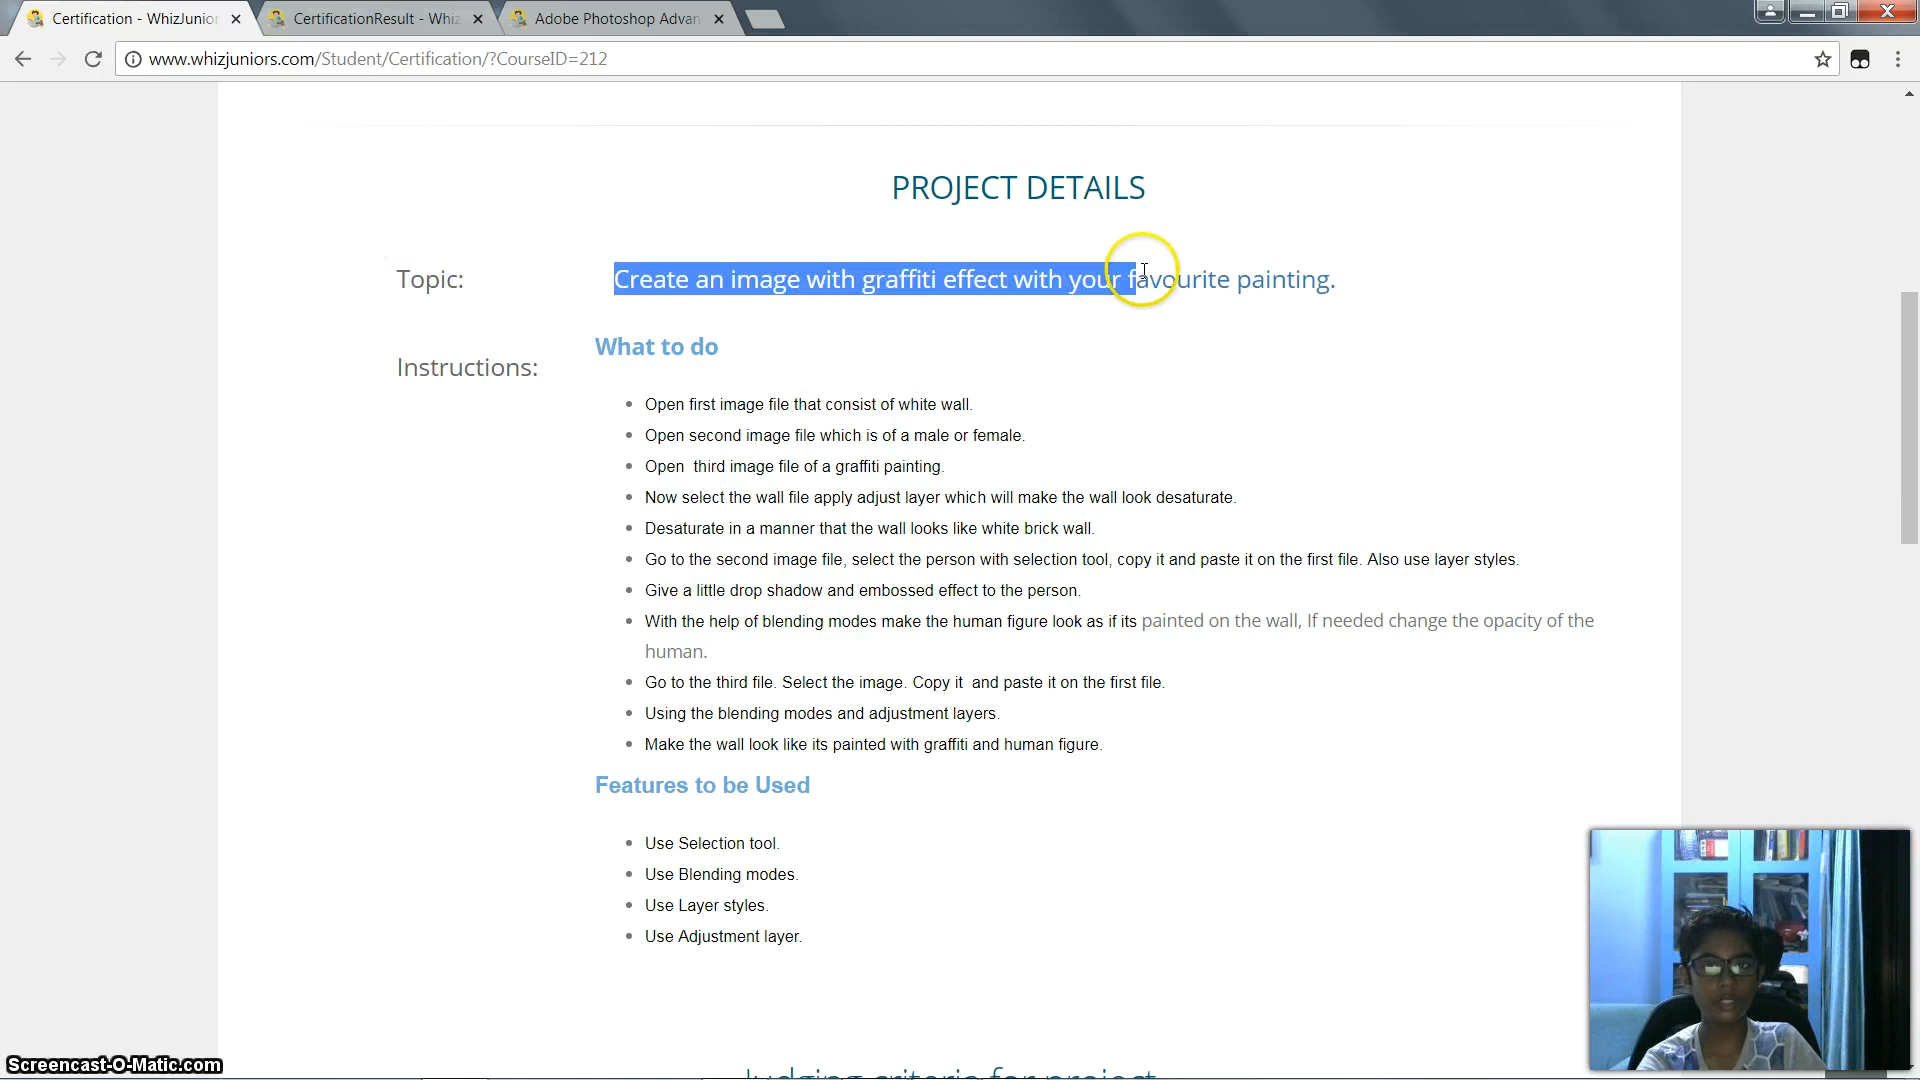 Certification - WhizJunior
CertificationResult - Whiz
Adobe Photoshop Advan
www.whizjuniors.com/Student/Certification/?CourseID=212
PROJECT DETAILS
Topic:
Create an image with graffiti effect with your favourite painting.
Instructions:
What to do
Open first image file that consist of white wall.
Open second image file which is of a male or female.
Open third image file of a graffiti painting.
Now select the wall file apply adjust layer which will make the wall look desaturate.
Desaturate in a manner that the wall looks like white brick wall.
Go to the second image file, select the person with selection tool, copy it and paste it on the first file. Also use layer styles.
Give a little drop shadow and embossed effect to the person.
With the help of blending modes make the human figure look as if its painted on the wall, If needed change the opacity of the
human.
Go to the third file. Select the image. Copy it and paste it on the first file.
Using the blending modes and adjustment layers.
Make the wall look like its painted with graffiti and human figure.
Features to be Used
Use Selection tool.
Use Blending modes.
Use Layer styles.
Use Adjustment layer.
Judging criteria for project
Screencast-O-Matic.com